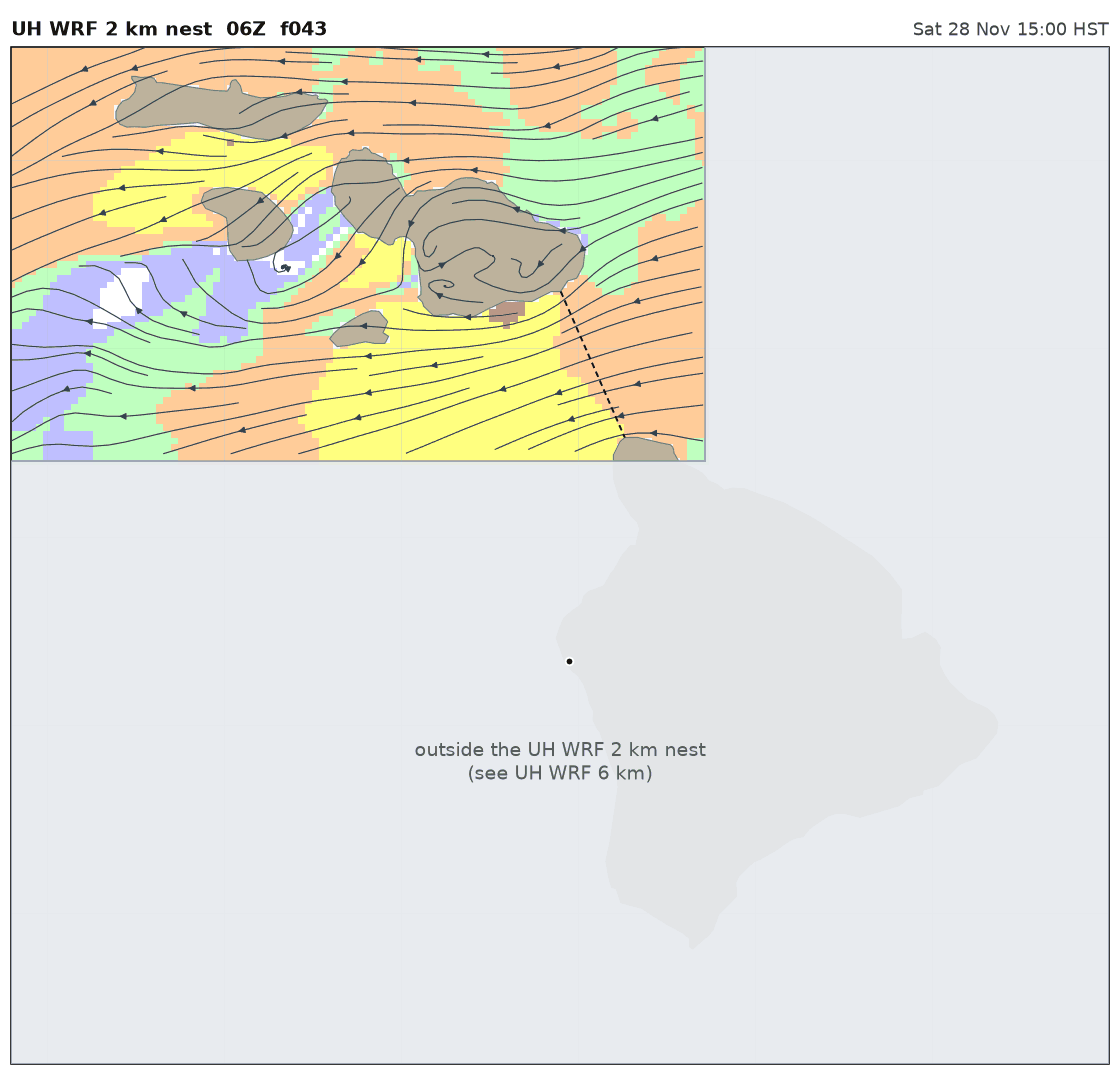 UH WRF 2 km nest  06Z  f043
Sat 28 Nov 15:00 HST
outside the UH WRF 2 km nest
(see UH WRF 6 km)